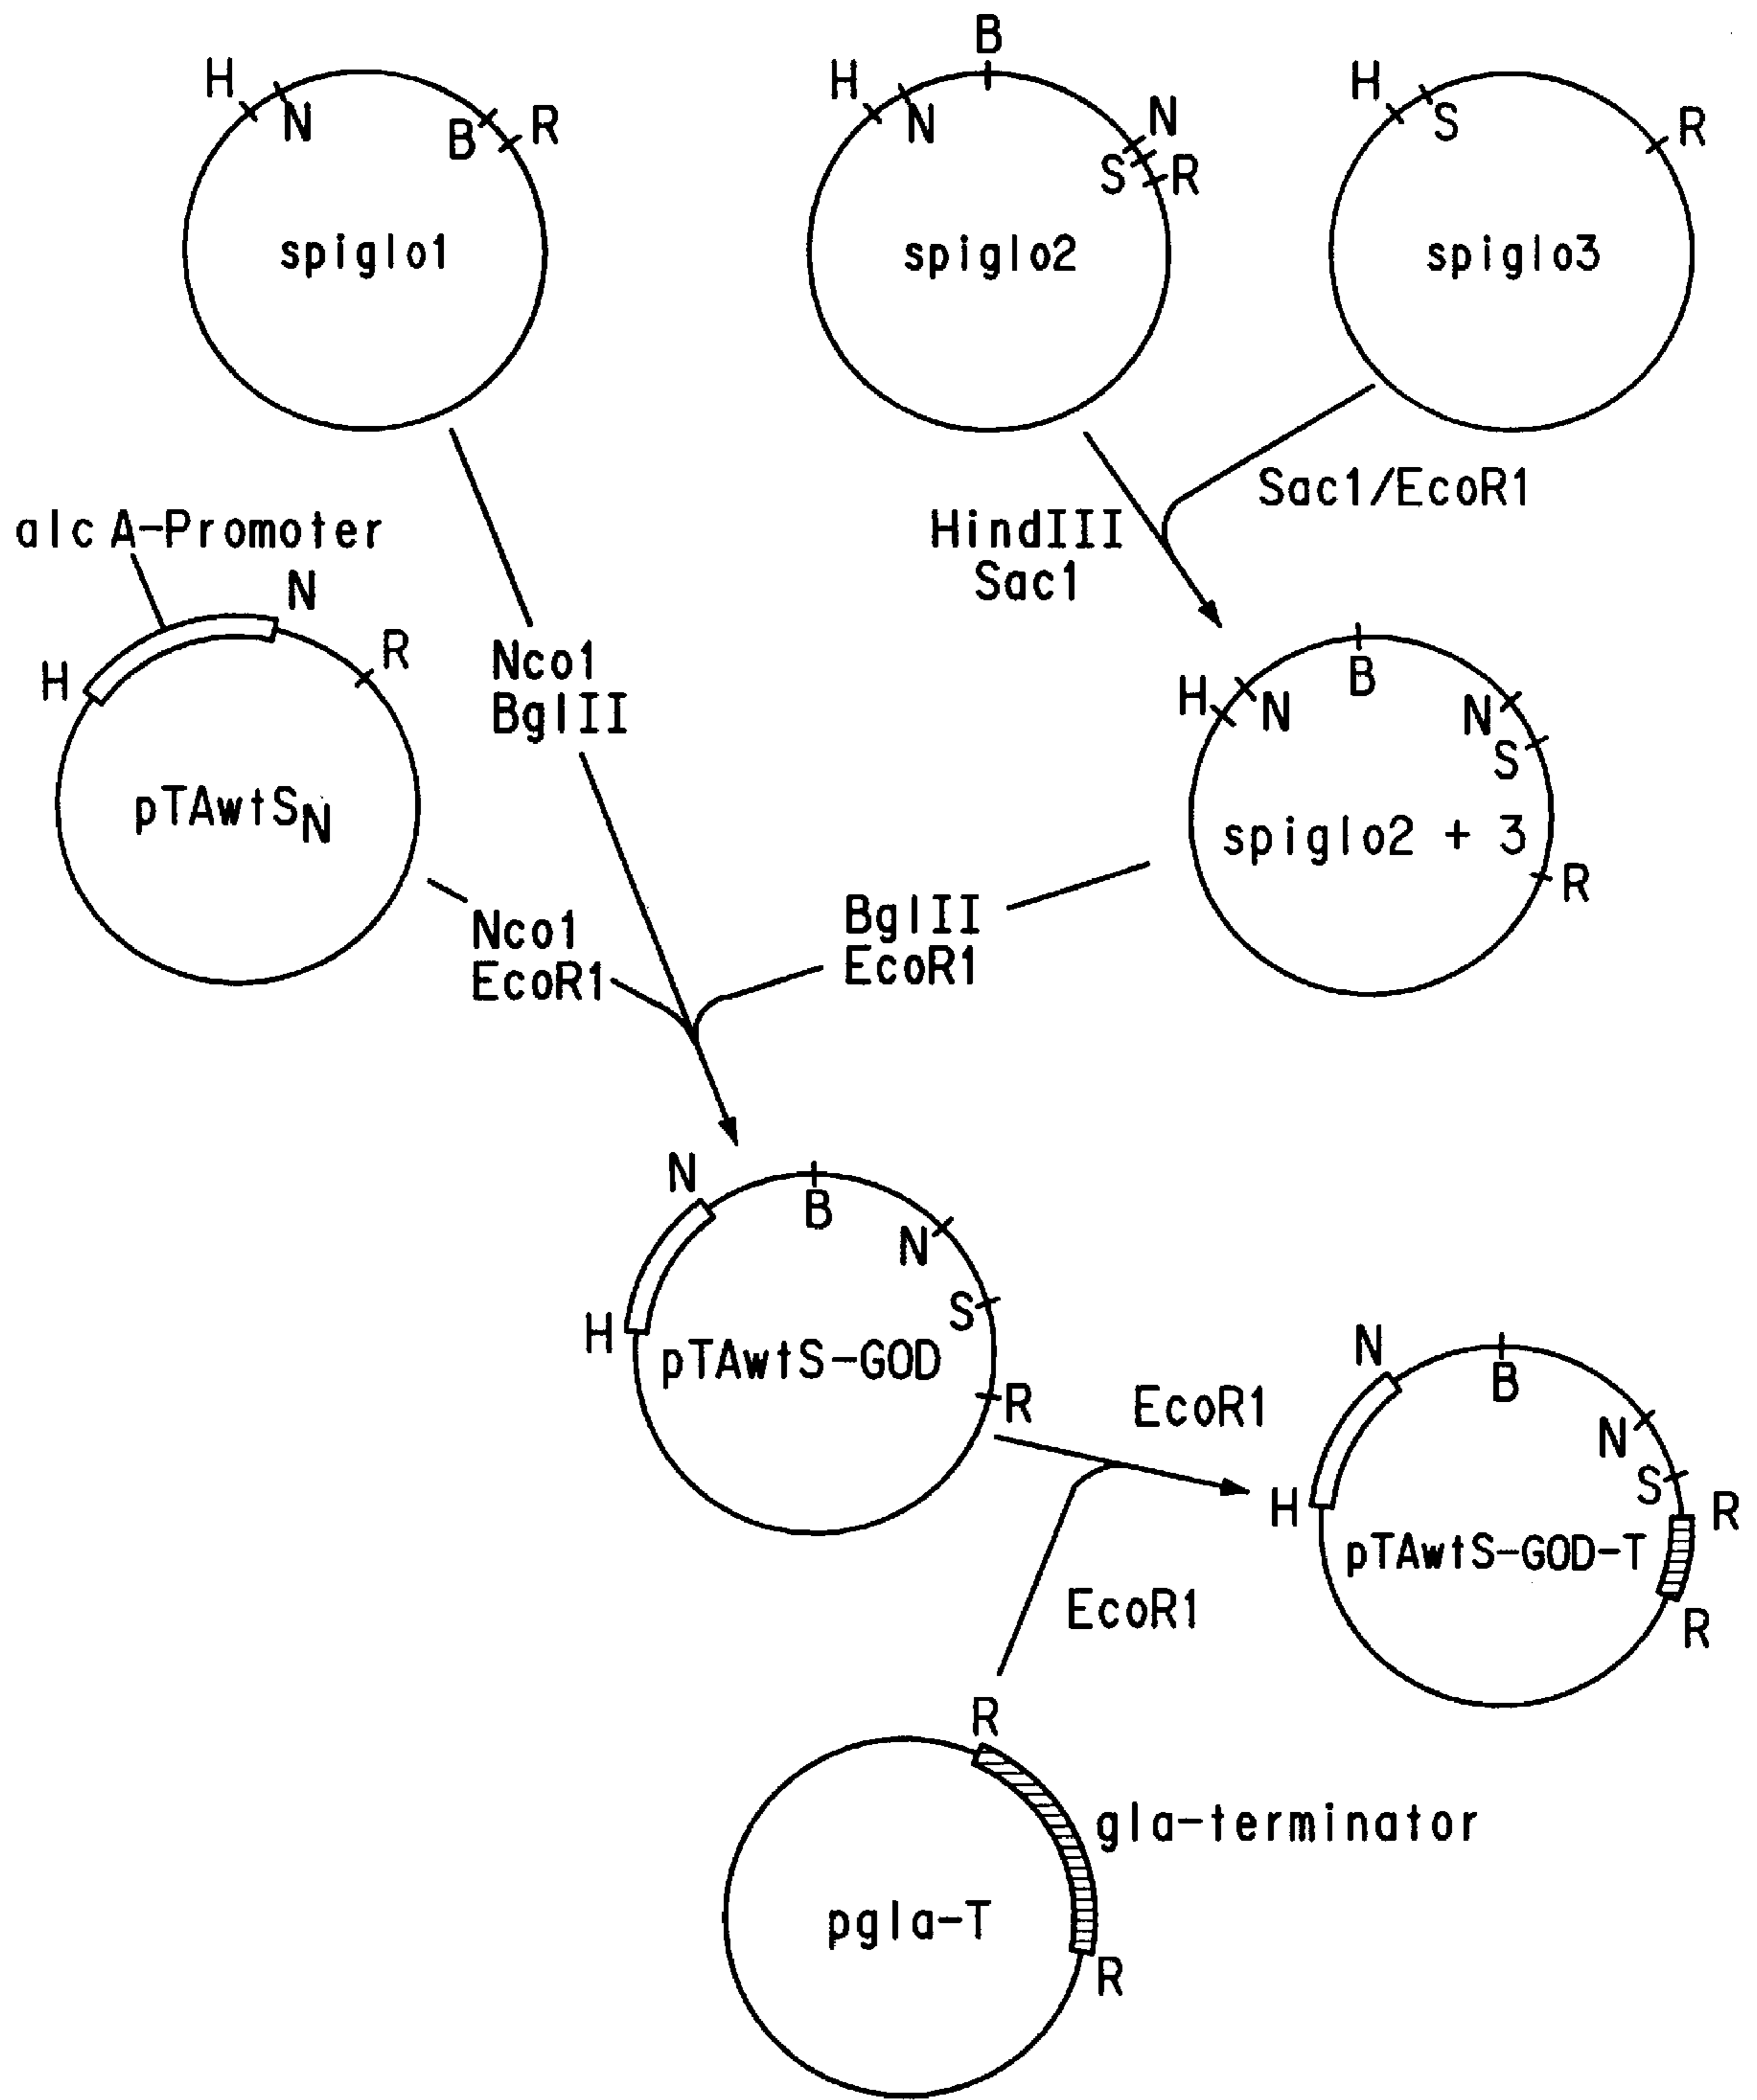 B
H
N
B
R
spiglo1
H
N
N
S
R
spiglo2
H
S
R
spiglo3
Sac1/EcoR1
HindIII
Sac1
alcA-Promoter
N
H
R
pTAwtSN
Nco1
BglII
B
H
N
N
S
spiglo2 + 3
R
Nco1
EcoR1
BglII
EcoR1
N
B
N
S
H
pTAwtS-GOD
R
EcoR1
N
B
N
S
H
R
pTAwtS-GOD-T
R
EcoR1
R
gla-terminator
pgla-T
R